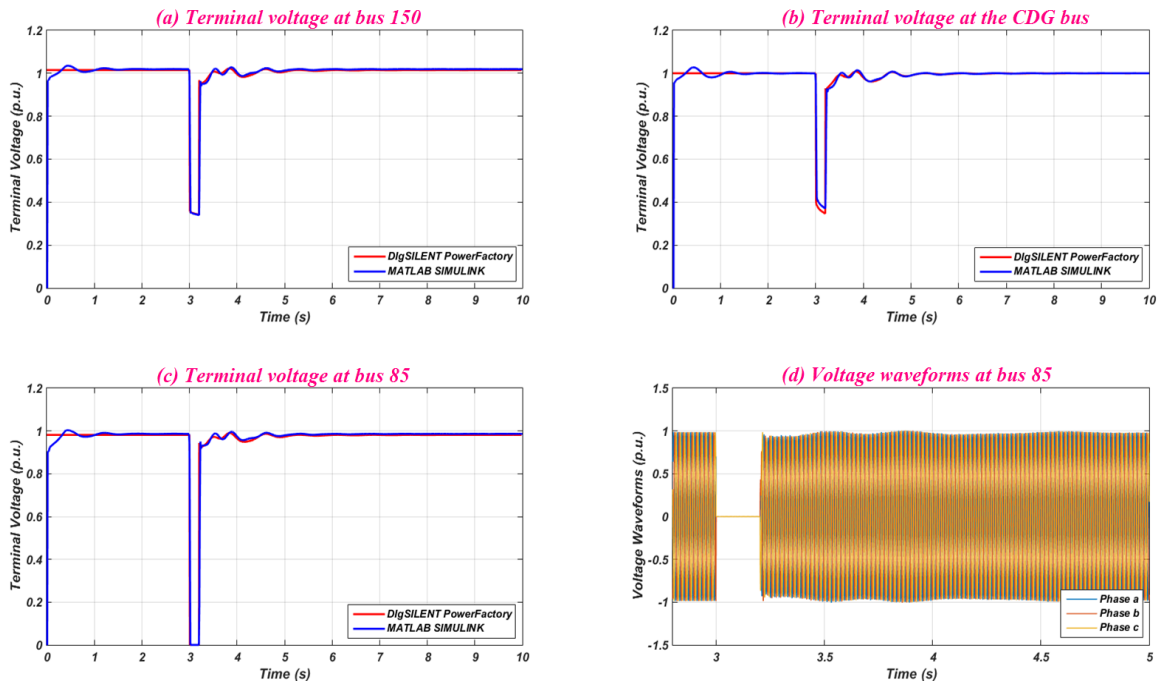 (a) Terminal voltage at bus 150
1.2
1
0.8
0.6
0.4
0.2
0
Terminal Voltage (p.u.)
DIgSILENT PowerFactory
MATLAB SIMULINK
0 1 2 3 4 5 6 7 8 9 10
Time (s)
(b) Terminal voltage at the CDG bus
1.2
1
0.8
0.6
0.4
0.2
0
Terminal Voltage (p.u.)
DIgSILENT PowerFactory
MATLAB SIMULINK
0 1 2 3 4 5 6 7 8 9 10
Time (s)
(c) Terminal voltage at bus 85
1.2
1
0.8
0.6
0.4
0.2
0
Terminal Voltage (p.u.)
DIgSILENT PowerFactory
MATLAB SIMULINK
0 1 2 3 4 5 6 7 8 9 10
Time (s)
(d) Voltage waveforms at bus 85
1.5
1
0.5
0
-0.5
-1
-1.5
Voltage Waveforms (p.u.)
Phase a
Phase b
Phase c
3 3.5 4 4.5 5
Time (s)